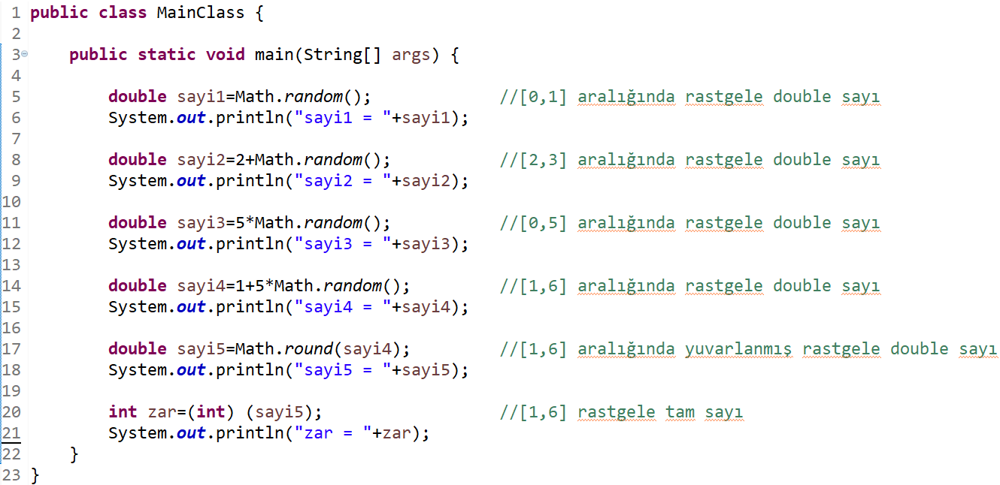 1 public class MainClass {
2
3 public static void main(String[] args) {
4
5 double sayi1=Math.random(); //[0,1] aralığında rastgele double sayı
6 System.out.println("sayi1 = "+sayi1);
7
8 double sayi2=2+Math.random(); //[2,3] aralığında rastgele double sayı
9 System.out.println("sayi2 = "+sayi2);
10
11 double sayi3=5*Math.random(); //[0,5] aralığında rastgele double sayı
12 System.out.println("sayi3 = "+sayi3);
13
14 double sayi4=1+5*Math.random(); //[1,6] aralığında rastgele double sayı
15 System.out.println("sayi4 = "+sayi4);
16
17 double sayi5=Math.round(sayi4); //[1,6] aralığında yuvarlanmış rastgele double sayı
18 System.out.println("sayi5 = "+sayi5);
19
20 int zar=(int) (sayi5); //[1,6] rastgele tam sayı
21 System.out.println("zar = "+zar);
22 }
23 }